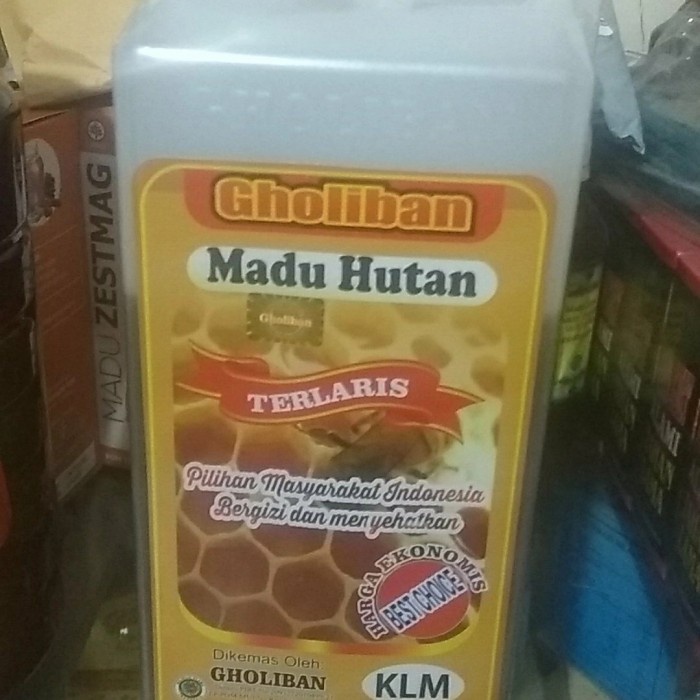 Gholiban
Madu Hutan
Gholiban
TERLARIS
Pilihan Masyarakat Indonesia
Bergizi dan menyehatkan
HARGA EKONOMIS
BEST CHOICE
Dikemas Oleh
GHOLIBAN
KLM
MADU ZESTMAG